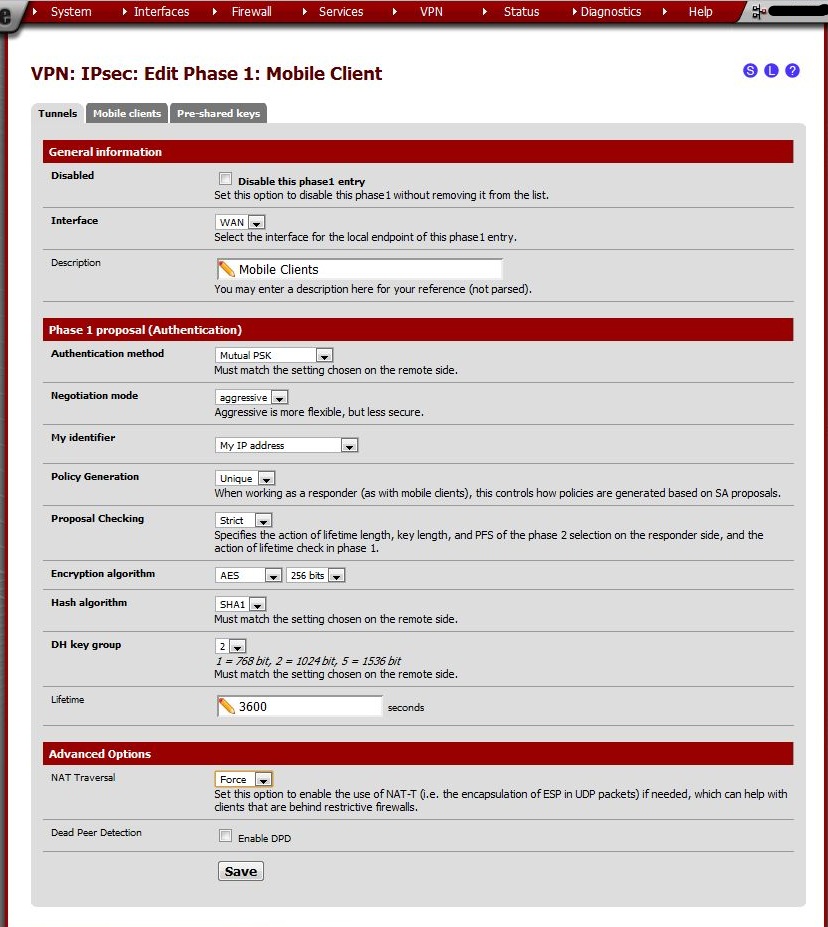 System Interfaces Firewall Services VPN Status Diagnostics Help
VPN: IPsec: Edit Phase 1: Mobile Client
S L ?
Tunnels Mobile clients Pre-shared keys
General information
Disabled
Disable this phase1 entry
Set this option to disable this phase1 without removing it from the list.
Interface
WAN
Select the interface for the local endpoint of this phase1 entry.
Description
Mobile Clients
You may enter a description here for your reference (not parsed).
Phase 1 proposal (Authentication)
Authentication method
Mutual PSK
Must match the setting chosen on the remote side.
Negotiation mode
aggressive
Aggressive is more flexible, but less secure.
My identifier
My IP address
Policy Generation
Unique
When working as a responder (as with mobile clients), this controls how policies are generated based on SA proposals.
Proposal Checking
Strict
Specifies the action of lifetime length, key length, and PFS of the phase 2 selection on the responder side, and the
action of lifetime check in phase 1.
Encryption algorithm
AES 256 bits
Hash algorithm
SHA1
Must match the setting chosen on the remote side.
DH key group
2
1 = 768 bit, 2 = 1024 bit, 5 = 1536 bit
Must match the setting chosen on the remote side.
Lifetime
3600 seconds
Advanced Options
NAT Traversal
Force
Set this option to enable the use of NAT-T (i.e. the encapsulation of ESP in UDP packets) if needed, which can help with
clients that are behind restrictive firewalls.
Dead Peer Detection
Enable DPD
Save